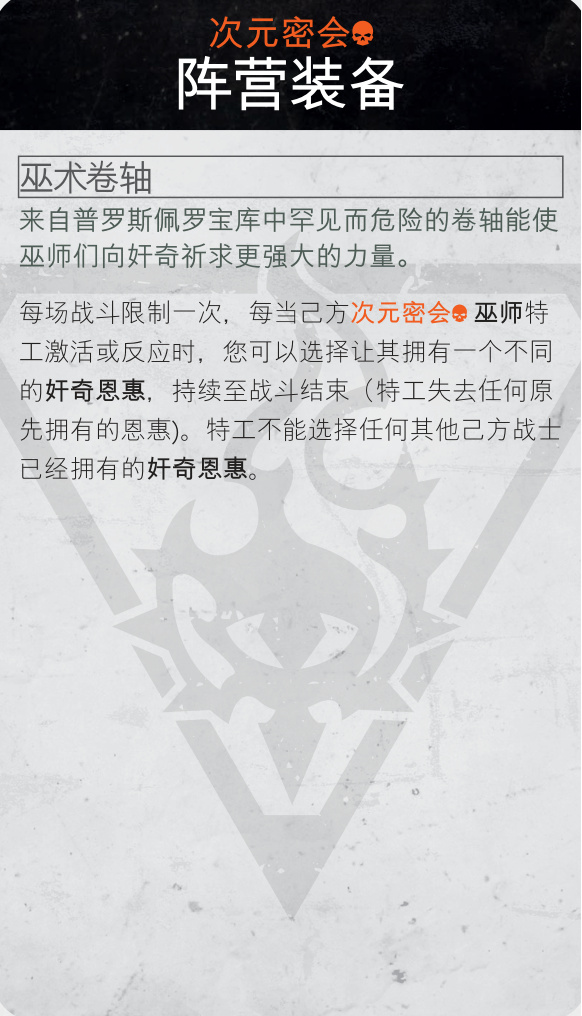 次元密会
阵营装备
巫术卷轴
来自普罗斯佩罗宝库中罕见而危险的卷轴能使
巫师们向奸奇祈求更强大的力量。
每场战斗限制一次，每当己方次元密会 巫师特
工激活或反应时，您可以选择让其拥有一个不同
的奸奇恩惠，持续至战斗结束（特工失去任何原
先拥有的恩惠)。特工不能选择任何其他己方战士
已经拥有的奸奇恩惠。